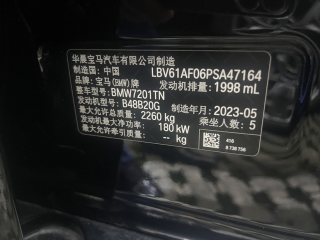 华晨宝马汽车有限公司制造
制造国：中国 LBV61AF06PSA47164
品牌：宝马(BMW)牌 发动机排量：1998 mL
整车型号：BMW7201TN
发动机型号：B48B20G 制造年月：2023-05
最大允许总质量：2260 kg 乘坐人数：5
发动机最大净功率：180 kW
最大允许牵引质量：-- kg